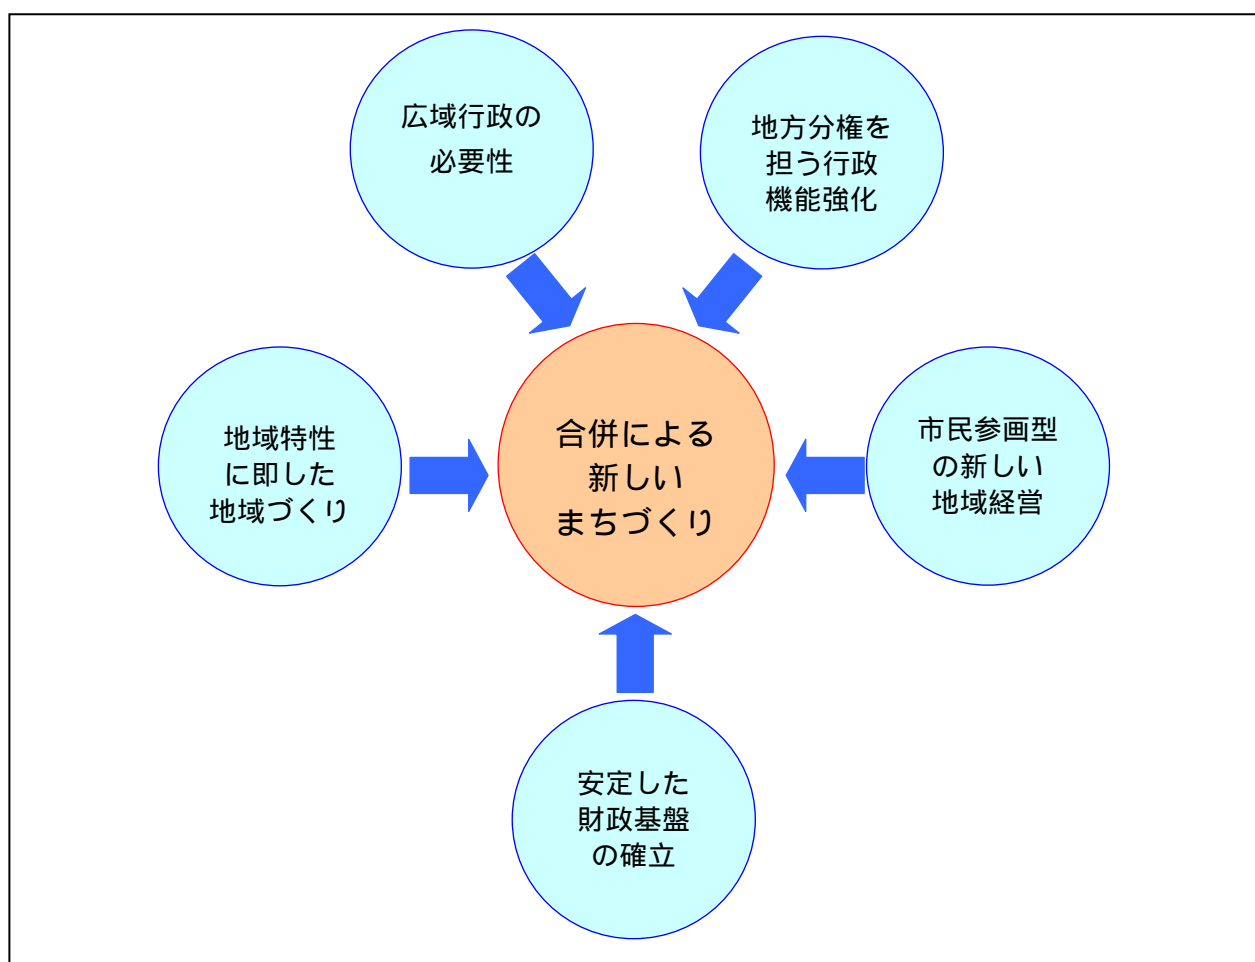 広域行政の
必要性
地方分権を
担う行政
機能強化
地域特性
に即した
地域づくり
合併による
新しい
まちづくり
市民参画型
の新しい
地域経営
安定した
財政基盤
の確立